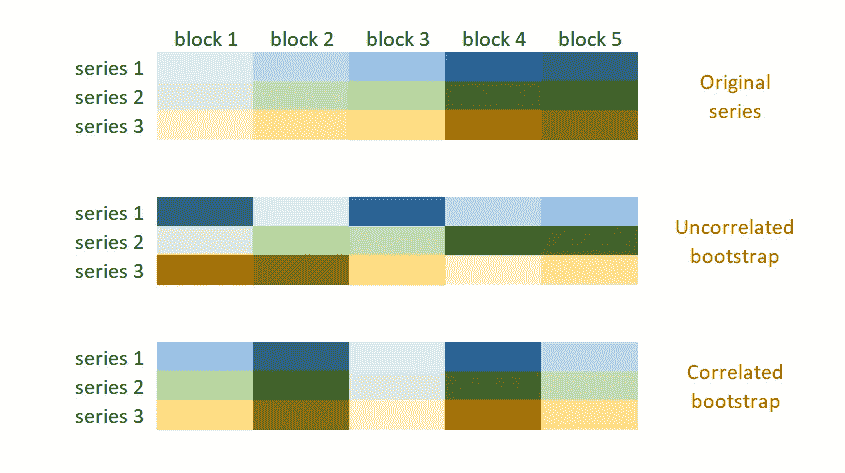 block 1 block 2 block 3 block 4 block 5
series 1
series 2
series 3
Original
series
series 1
series 2
series 3
Uncorrelated
bootstrap
series 1
series 2
series 3
Correlated
bootstrap